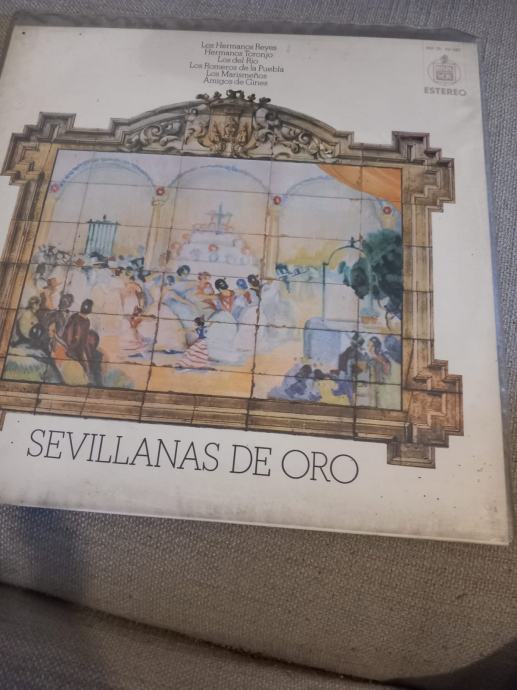 Los Hermanos Reyes
Hermanos Toronjo
Los del Río
Los Romeros de la Puebla
Los Marismeños
Amigos de Gines
ESTEREO
SEVILLANAS DE ORO